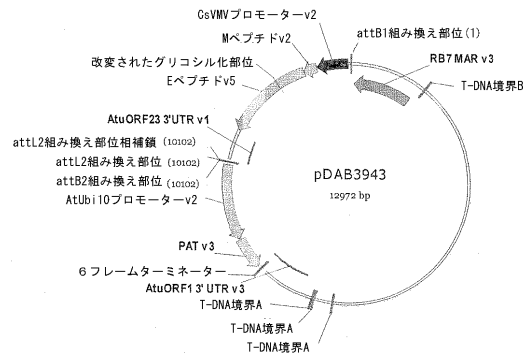 CsVMVプロモーターv2
Mペプチドv2
attB1組み換え部位(1)
RB7 MAR v3
改変されたグリコシル化部位
T-DNA境界B
Eペプチドv5
AtuORF23 3'UTR v1
attL2組み換え部位相補鎖 (10102)
attL2組み換え部位 (10102)
attB2組み換え部位 (10102)
AtUbi10プロモーターv2
pDAB3943
12972 bp
PAT v3
6フレームターミネーター
AtuORF1 3' UTR v3
T-DNA境界A
T-DNA境界A
T-DNA境界A